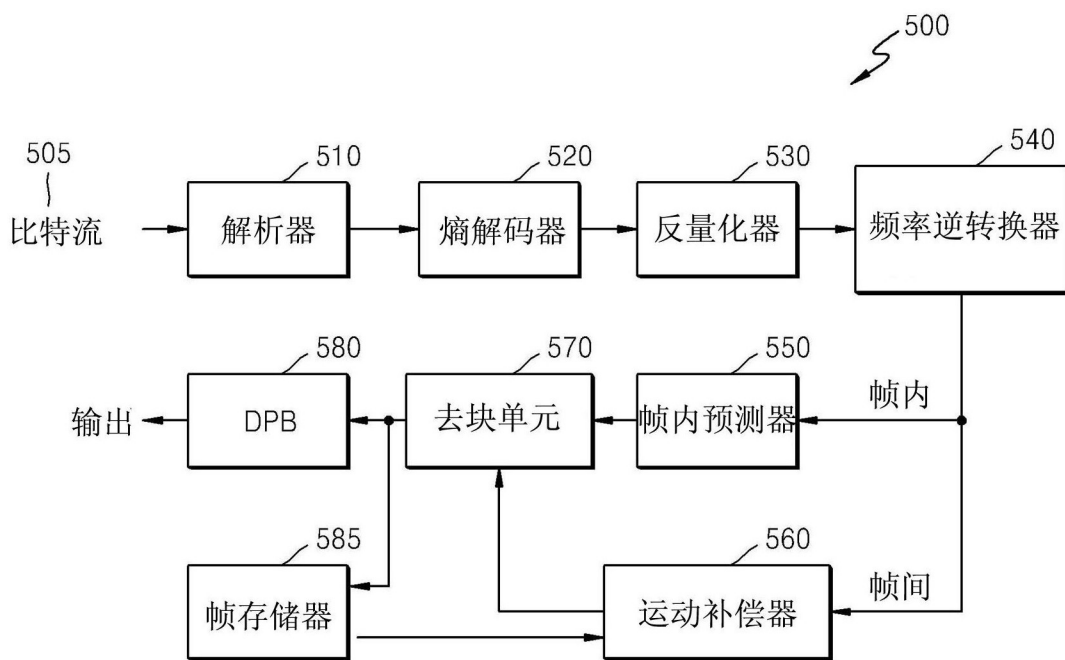 500
505
510
520
530
540
比特流
解析器
熵解码器
反量化器
频率逆转换器
580
570
550
输出
DPB
去块单元
帧内预测器
帧内
585
560
帧存储器
运动补偿器
帧间